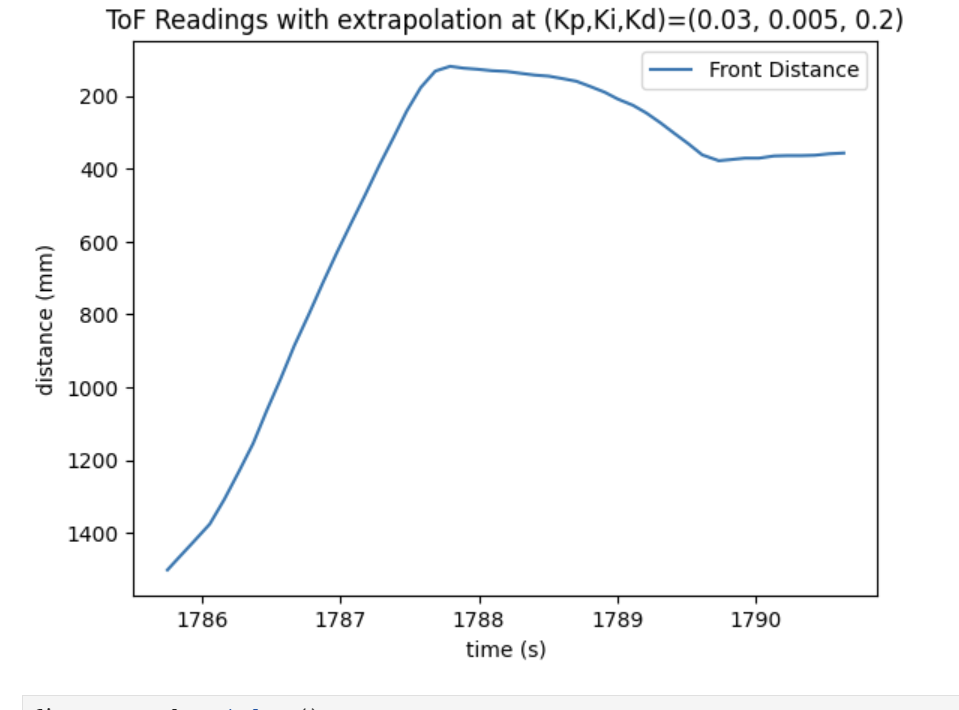 ToF Readings with extrapolation at (Kp,Ki,Kd)=(0.03, 0.005, 0.2)
Front Distance
200
400
600
800
1000
1200
1400
distance (mm)
1786 1787 1788 1789 1790
time (s)